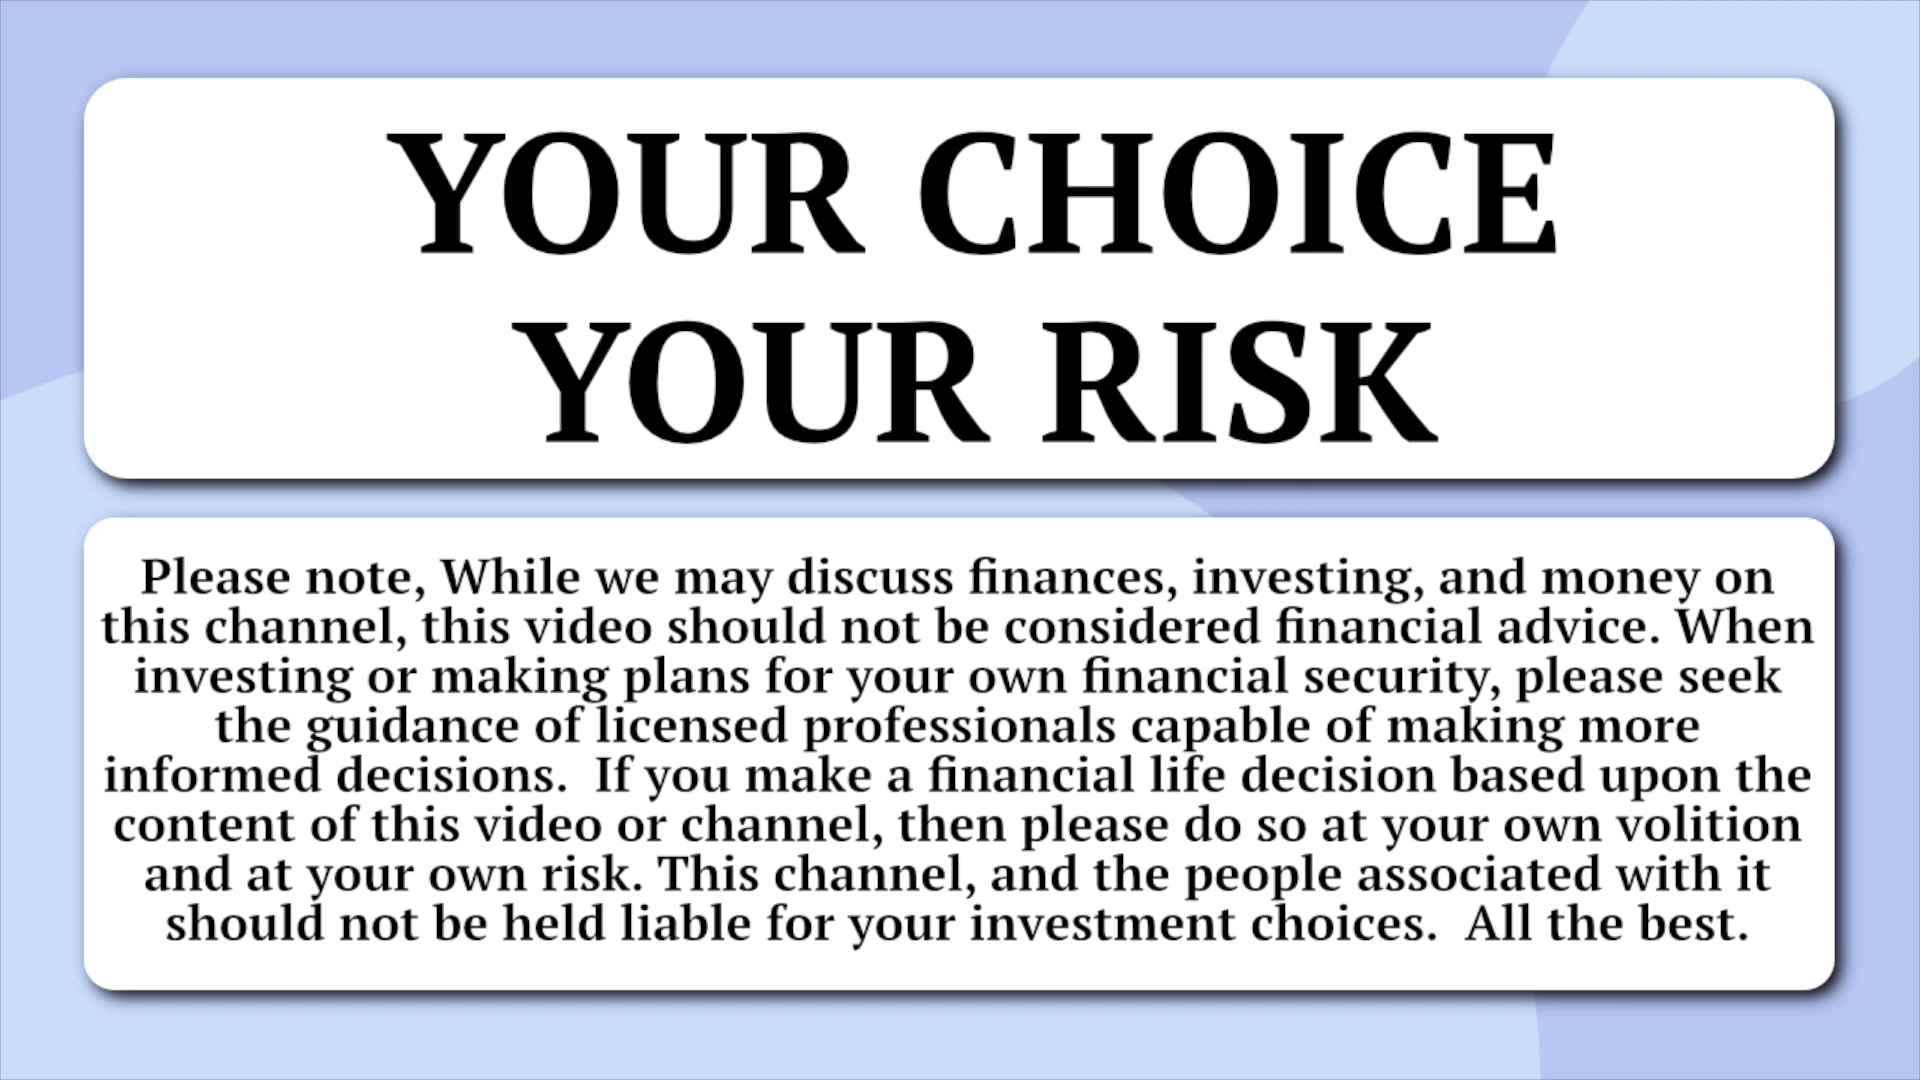 YOUR CHOICE
YOUR RISK
Please note, While we may discuss finances, investing, and money on
this channel, this video should not be considered financial advice. When
investing or making plans for your own financial security, please seek
the guidance of licensed professionals capable of making more
informed decisions.  If you make a financial life decision based upon the
content of this video or channel, then please do so at your own volition
and at your own risk. This channel, and the people associated with it
should not be held liable for your investment choices.  All the best.